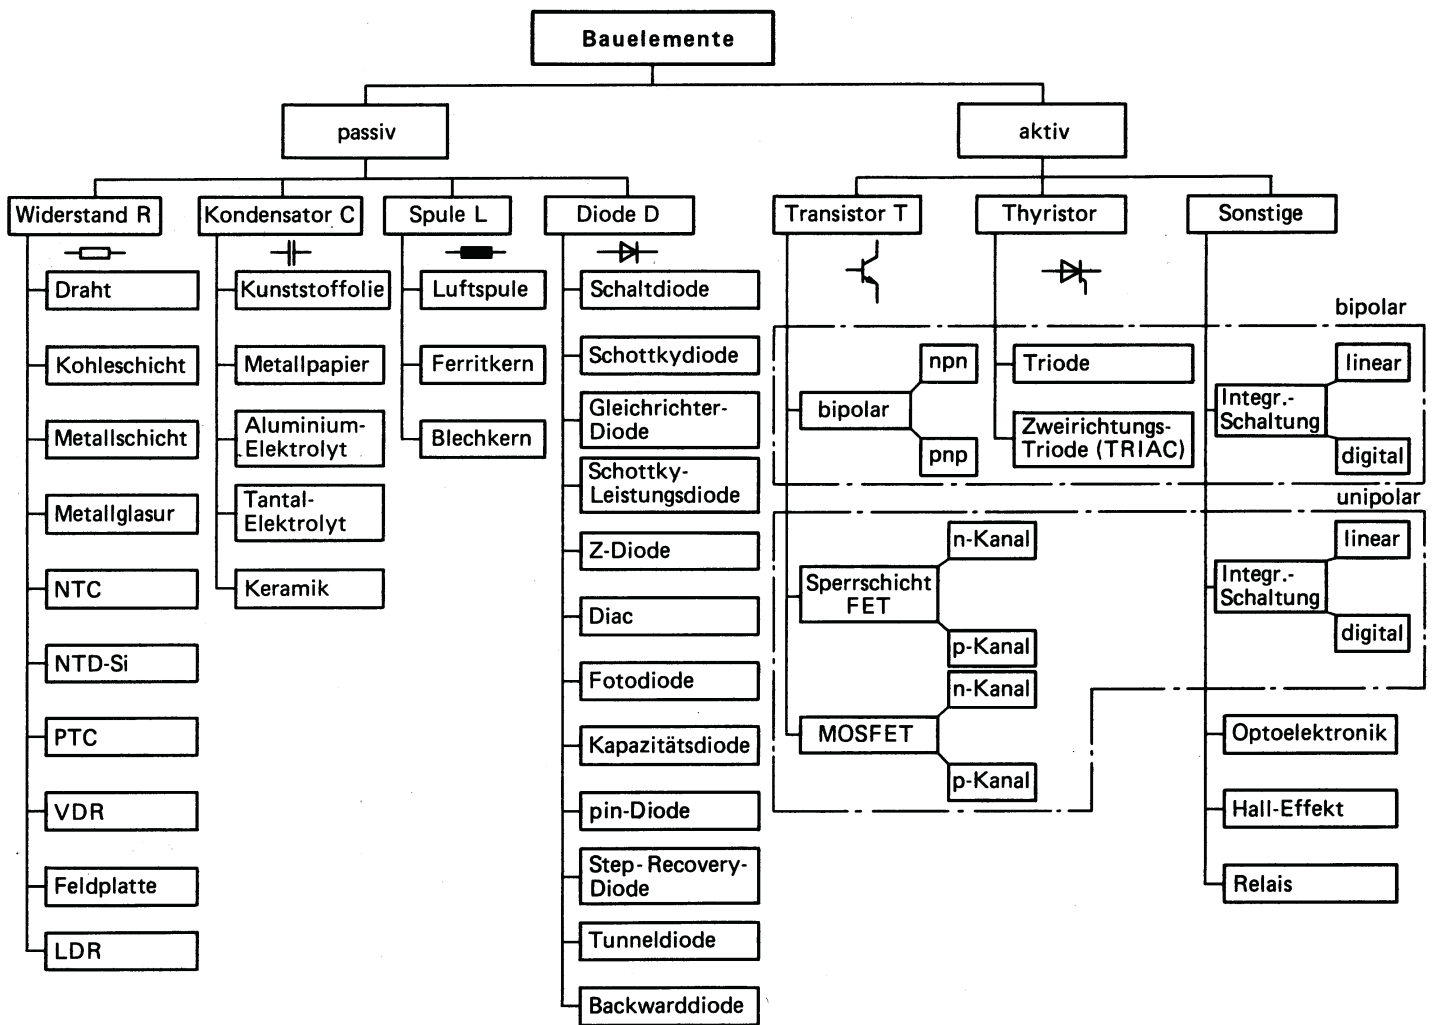 Bauelemente
passiv
aktiv
Widerstand R
Kondensator C
Spule L
Diode D
Transistor T
Thyristor
Sonstige
Draht
Kohleschicht
Metallschicht
Metallglasur
NTC
NTD-Si
PTC
VDR
Feldplatte
LDR
Kunststoffolie
Metallpapier
Aluminium-
Elektrolyt
Tantal-
Elektrolyt
Keramik
Luftspule
Ferritkern
Blechkern
Schaltdiode
Schottkydiode
Gleichrichter-
Diode
Schottky-
Leistungsdiode
Z-Diode
Diac
Fotodiode
Kapazitätsdiode
pin-Diode
Step-Recovery-
Diode
Tunneldiode
Backwarddiode
bipolar
npn
pnp
Sperrschicht
FET
n-Kanal
p-Kanal
MOSFET
n-Kanal
p-Kanal
Triode
Zweirichtungs-
Triode (TRIAC)
bipolar
Integr.-
Schaltung
linear
digital
unipolar
Integr.-
Schaltung
linear
digital
Optoelektronik
Hall-Effekt
Relais